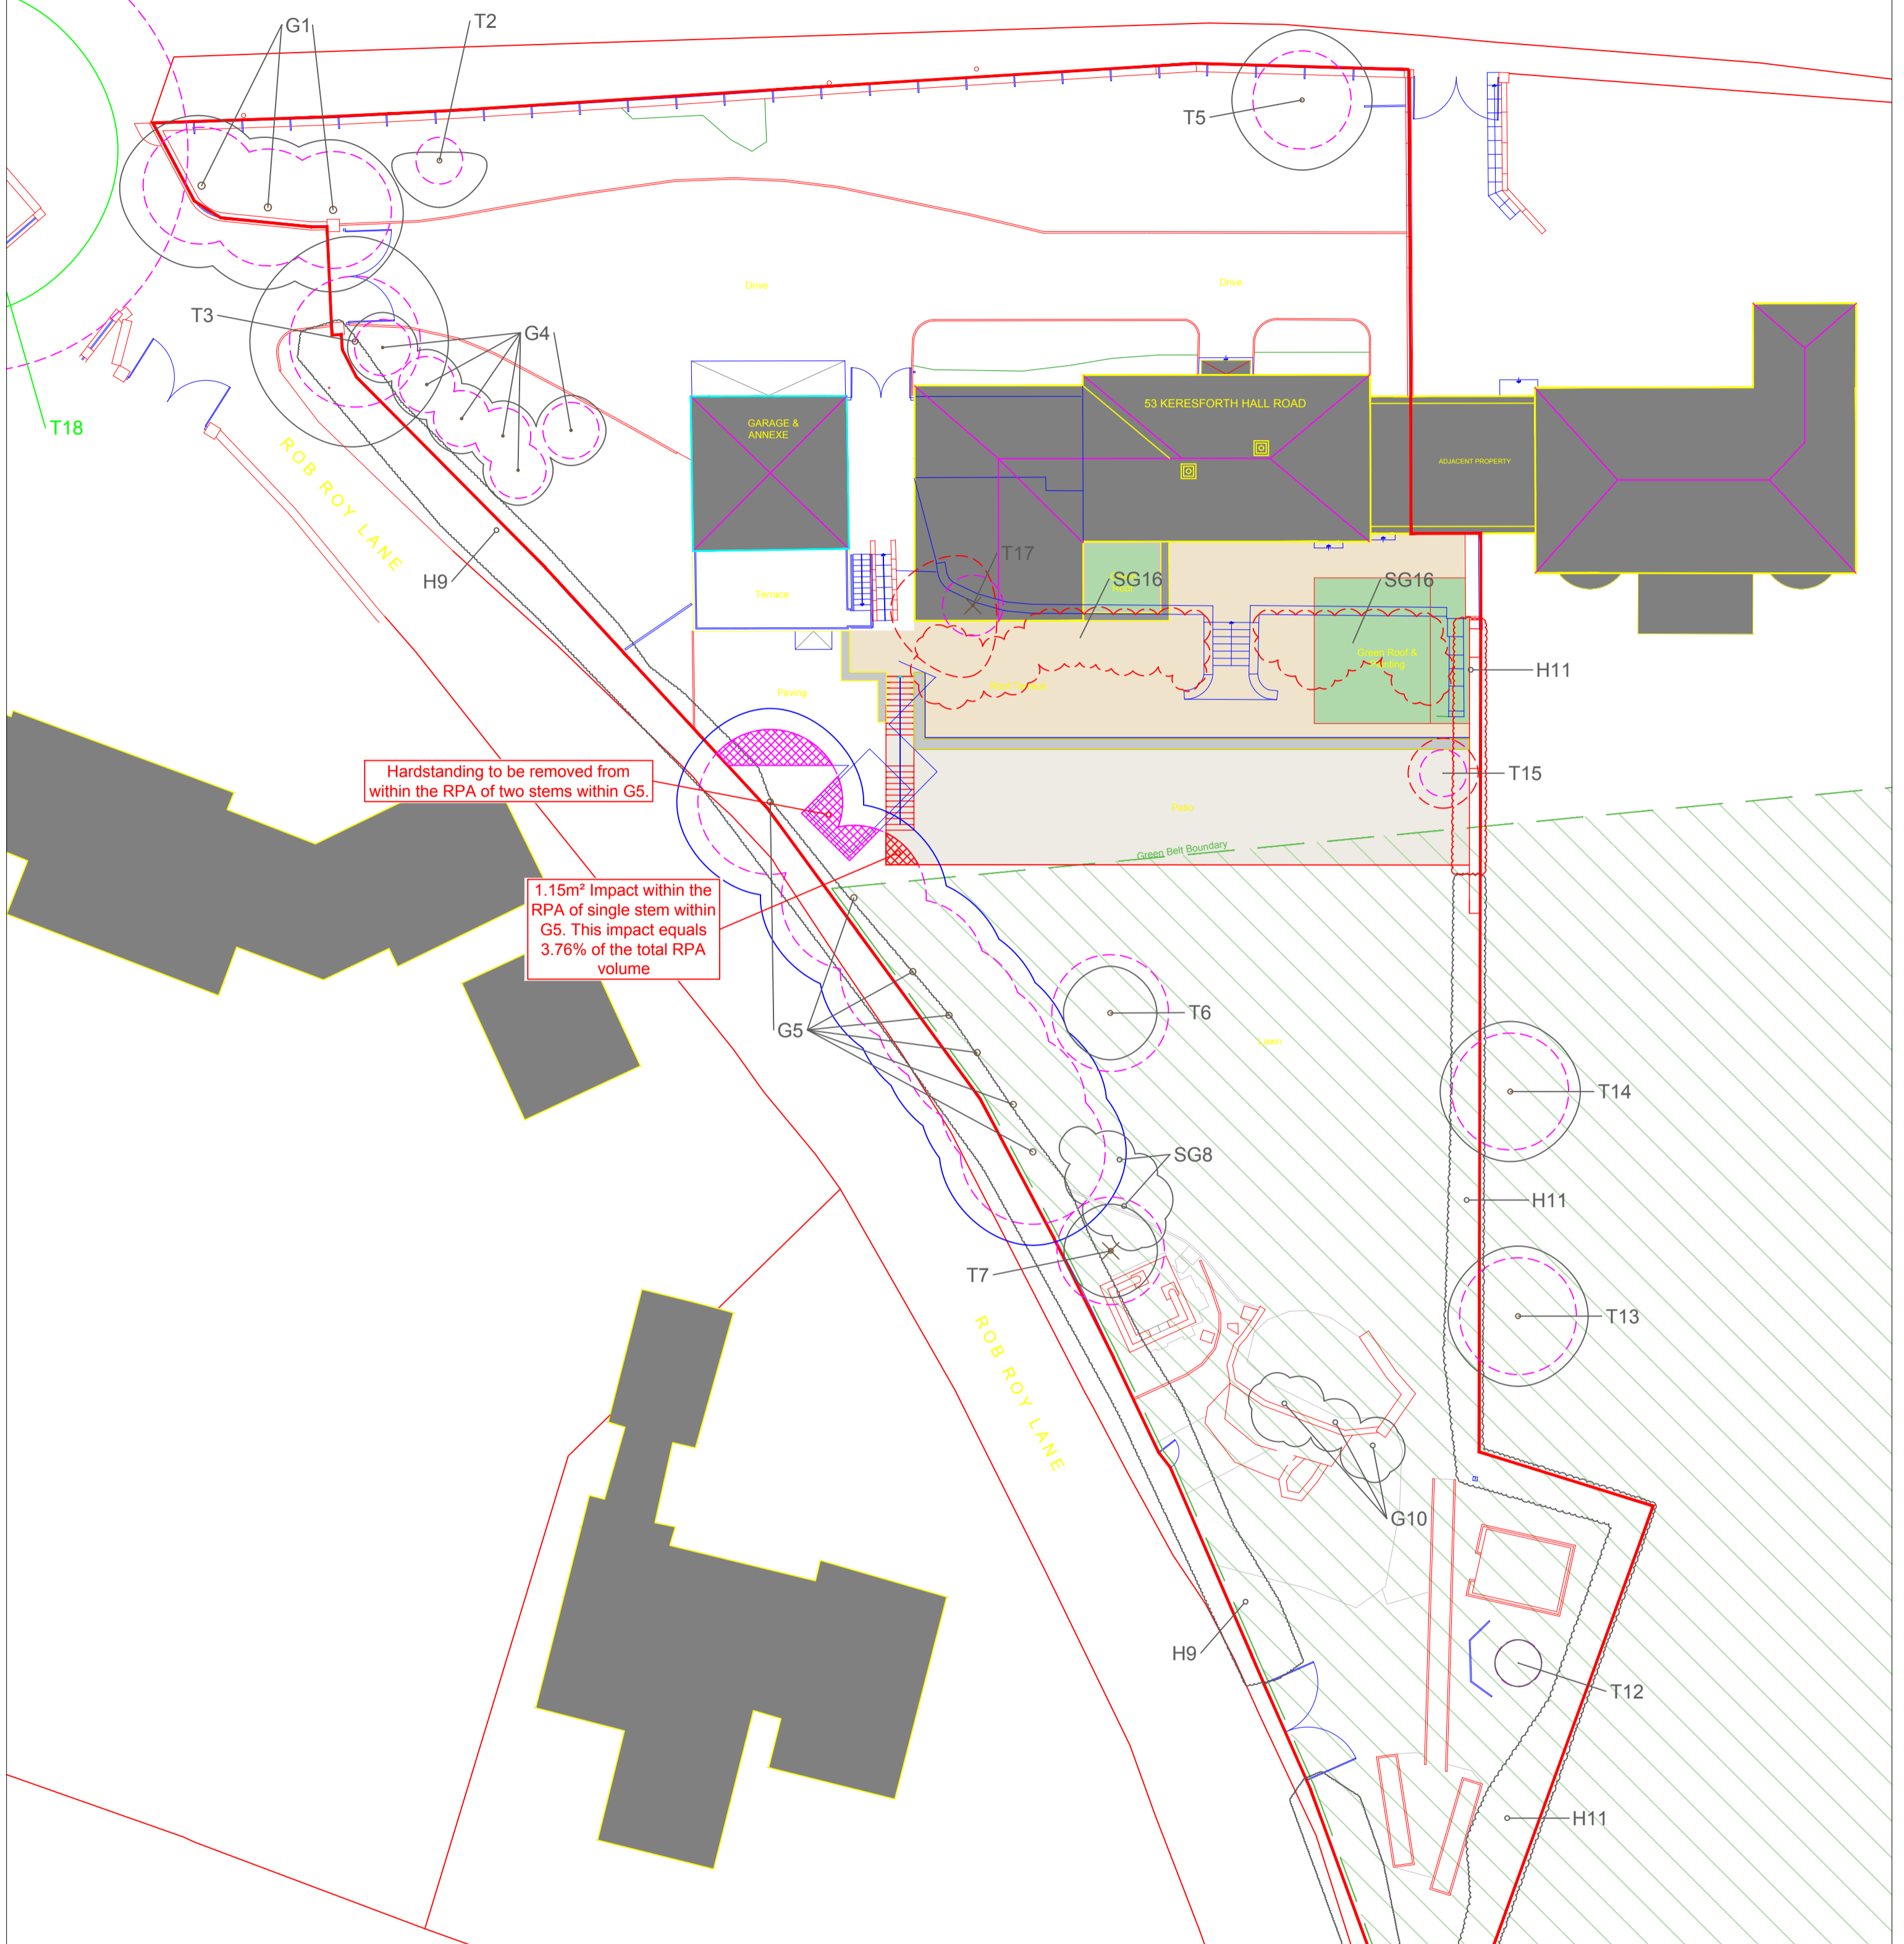 G1
T2
T5
T3
G4
Drive
Drive
T18
GARAGE &
ANNEXE
53 KERESFORTH HALL ROAD
ADJACENT PROPERTY
ROB ROY LANE
H9
T17
SG16
SG16
Terrace
Green Roof &
H11
Paving
Roof Terrace
Hardstanding to be removed from
within the RPA of two stems within G5.
T15
Patio
Green Belt Boundary
1.15m² Impact within the
RPA of single stem within
G5. This impact equals
3.76% of the total RPA
volume
T6
G5
T14
SG8
H11
T7
T13
ROB ROY LANE
G10
H9
T12
H11